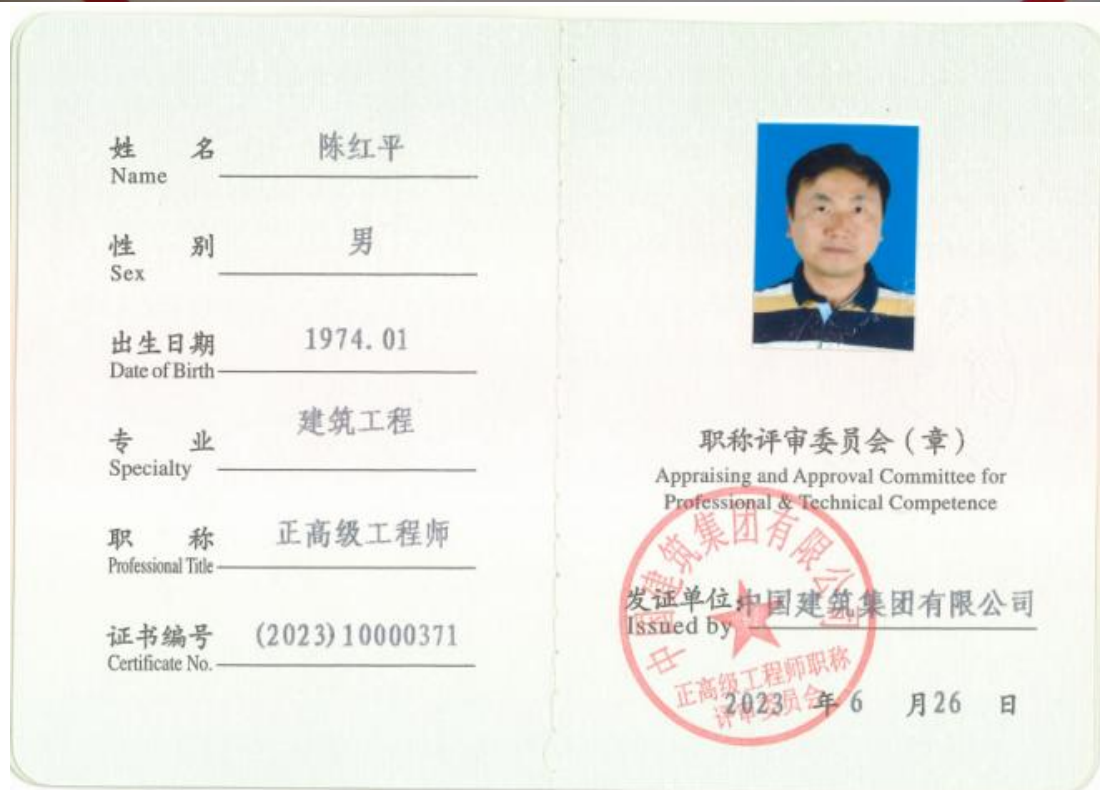 姓 名 陈红平
Name
性 别 男
Sex
出生日期 1974.01
Date of Birth
专 业 建筑工程
Specialty
职 称 正高级工程师
Professional Title
证书编号 (2023)10000371
Certificate No.
职称评审委员会（章）
Appraising and Approval Committee for
Professional & Technical Competence
中国建筑集团有限公司
发证单位:中国建筑集团有限公司
Issued by
正高级工程师职称
评审委员会
2023 年 6 月 26 日